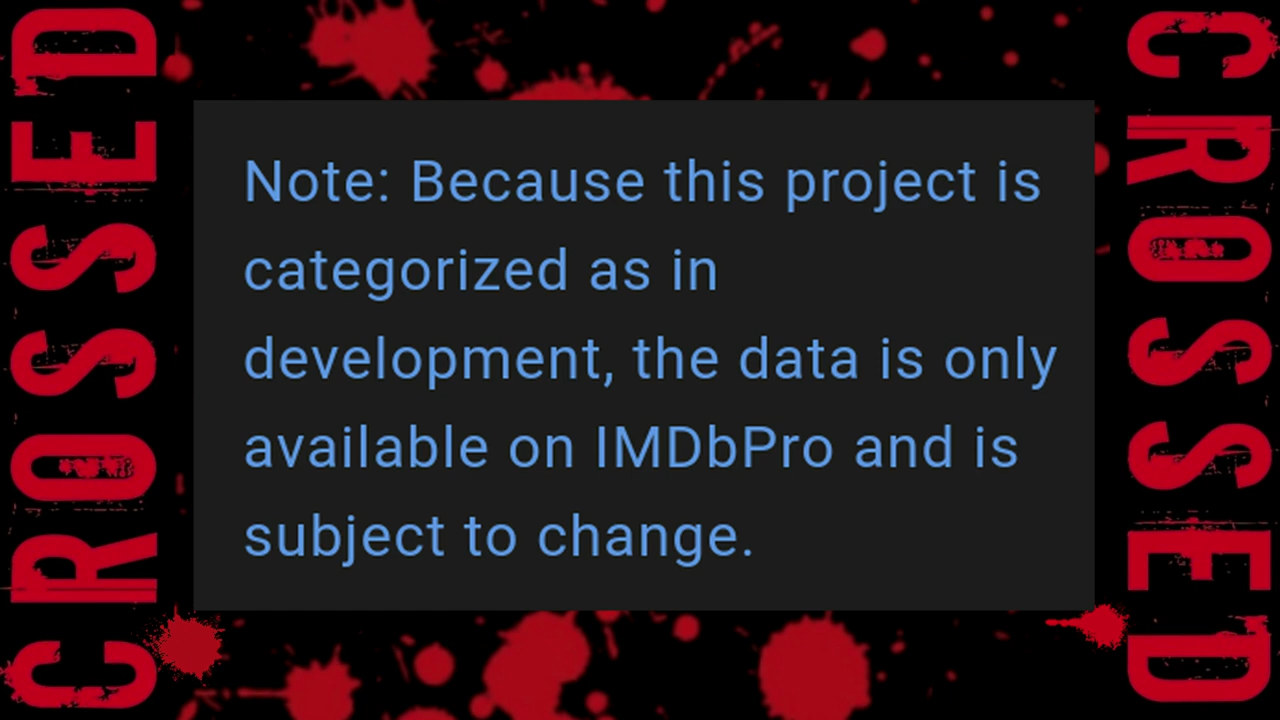 CROSSED
Note: Because this project is
categorized as in
development, the data is only
available on IMDbPro and is
subject to change.
CROSSED